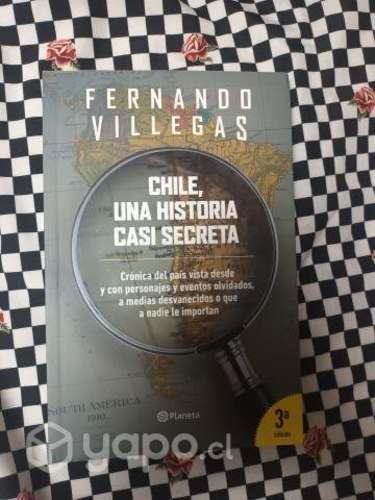 FERNANDO
VILLEGAS
CHILE,
UNA HISTORIA
CASI SECRETA
Crónica del país vista desde
y con personajes y eventos olvidados,
a medias desvanecidos o que
a nadie le importan
SOUTH AMERICA
1910.
Planeta
3ª
Edición
yapo.cl